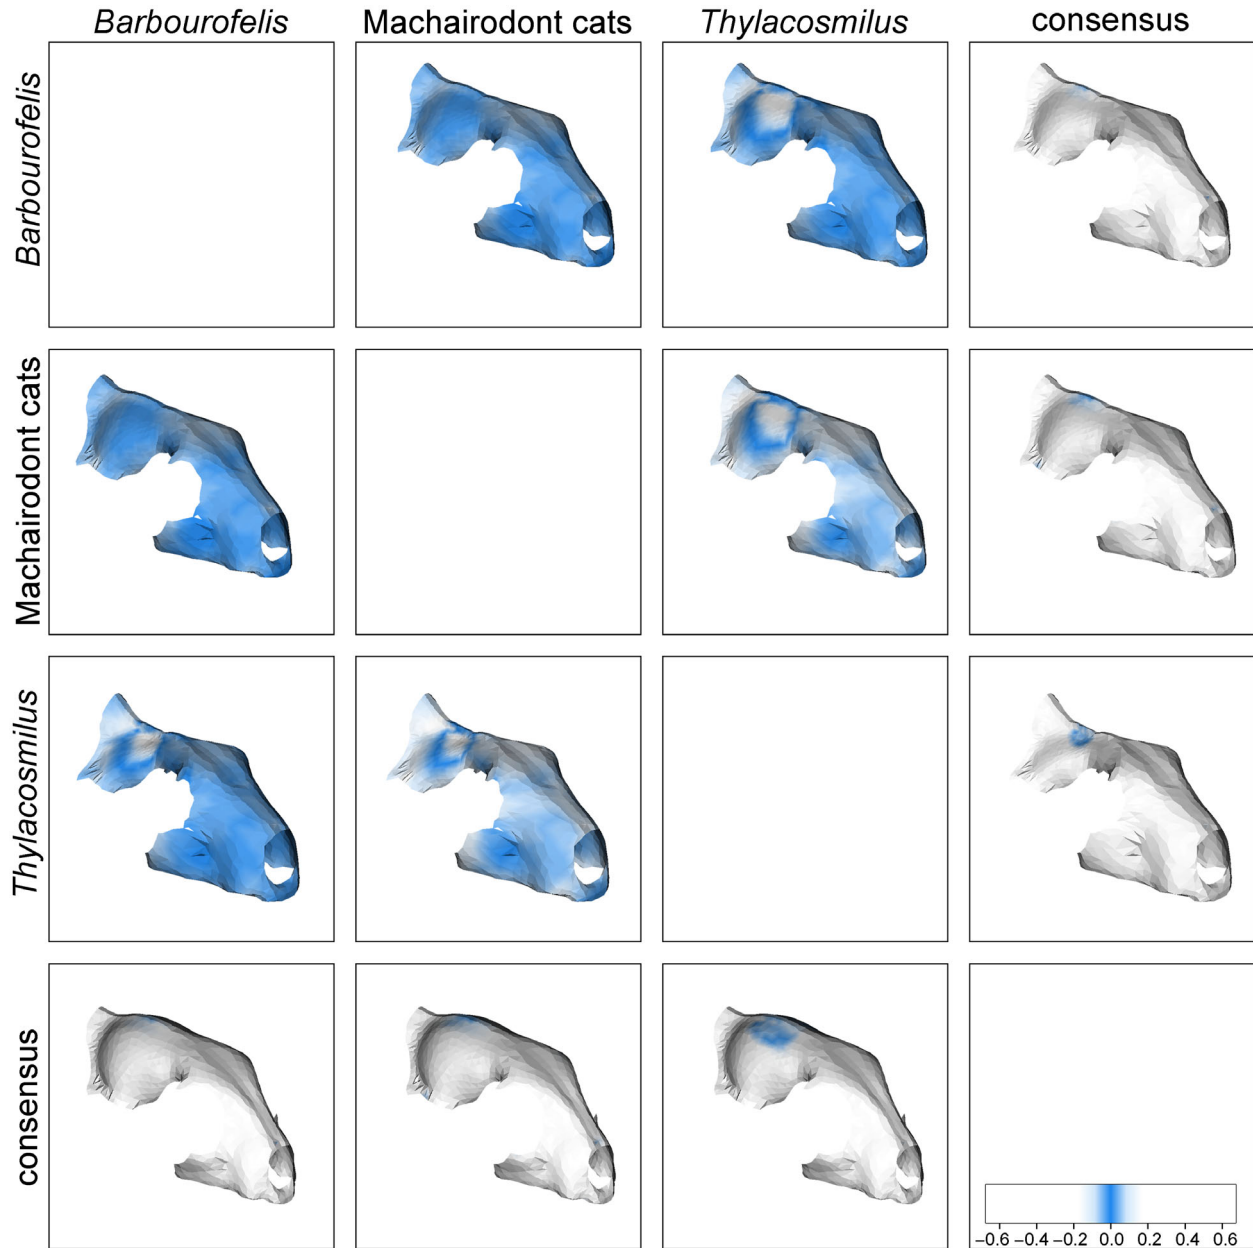 Barbourofelis Machairodont cats Thylacosmilus consensus
Barbourofelis
Machairodont cats
Thylacosmilus
consensus
−0.6 −0.4 −0.2 0.0 0.2 0.4 0.6